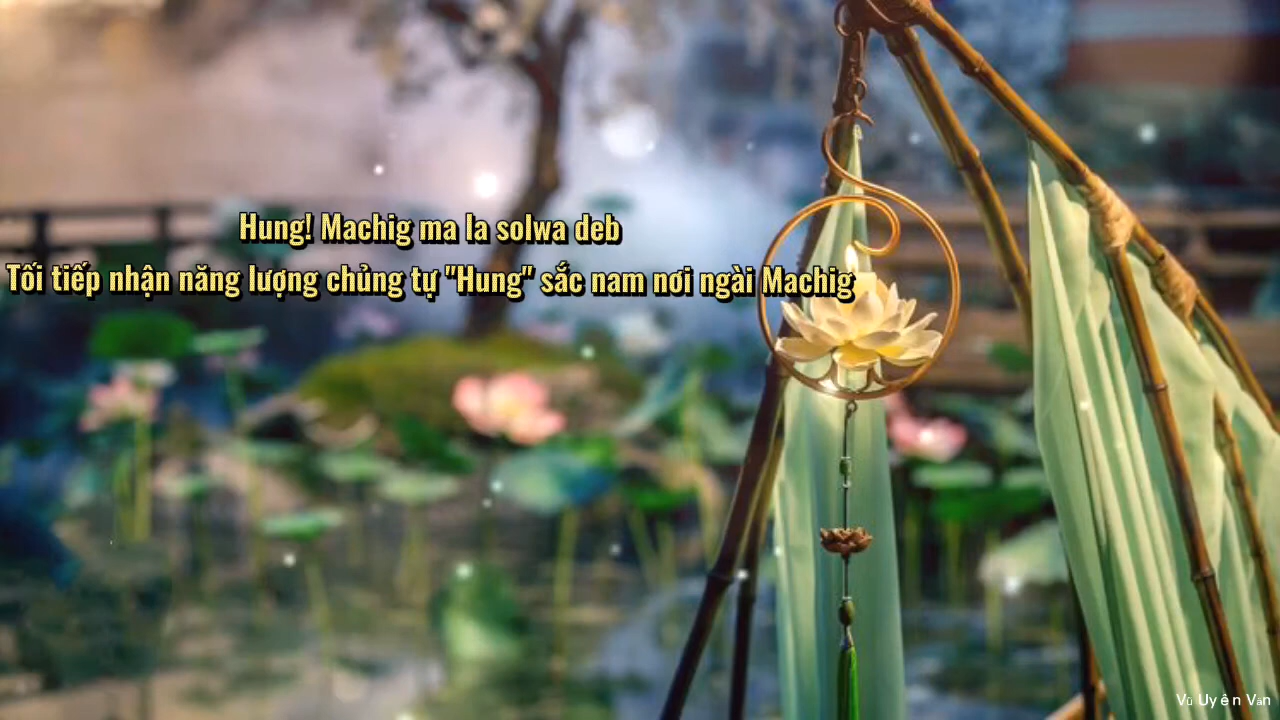 Hung! Machig ma la solwa deb
Tối tiếp nhận năng lượng chủng tự "Hung" sắc nam nơi ngài Machig
Vũ Uyên Vân